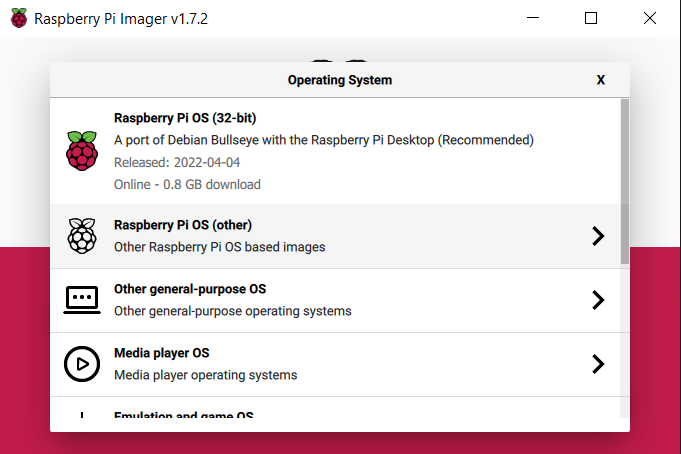 Raspberry Pi Imager v1.7.2
Operating System
X
Raspberry Pi OS (32-bit)
A port of Debian Bullseye with the Raspberry Pi Desktop (Recommended)
Released: 2022-04-04
Online - 0.8 GB download
Raspberry Pi OS (other)
Other Raspberry Pi OS based images
Other general-purpose OS
Other general-purpose operating systems
Media player OS
Media player operating systems
Emulation and game OS